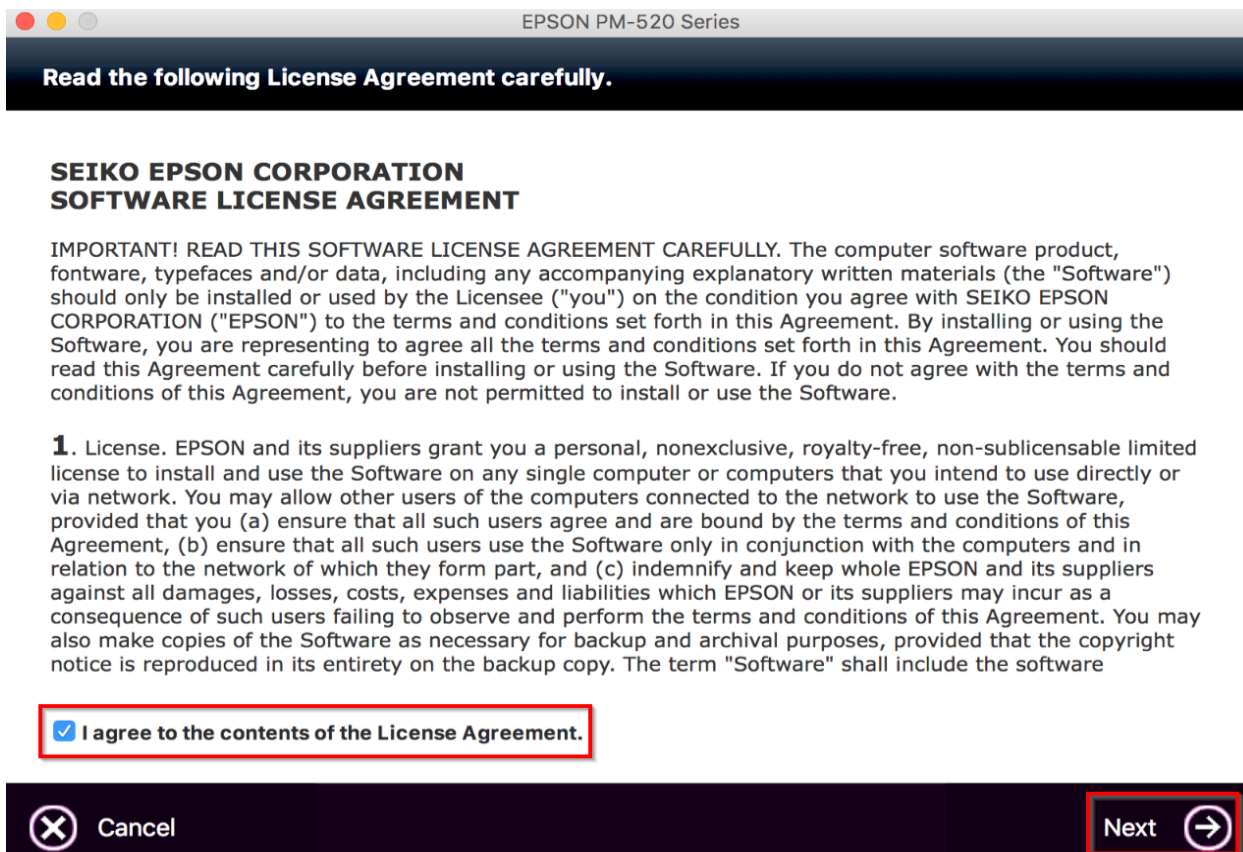 EPSON PM-520 Series
Read the following License Agreement carefully.
SEIKO EPSON CORPORATION
SOFTWARE LICENSE AGREEMENT
IMPORTANT! READ THIS SOFTWARE LICENSE AGREEMENT CAREFULLY. The computer software product,
fontware, typefaces and/or data, including any accompanying explanatory written materials (the "Software")
should only be installed or used by the Licensee ("you") on the condition you agree with SEIKO EPSON
CORPORATION ("EPSON") to the terms and conditions set forth in this Agreement. By installing or using the
Software, you are representing to agree all the terms and conditions set forth in this Agreement. You should
read this Agreement carefully before installing or using the Software. If you do not agree with the terms and
conditions of this Agreement, you are not permitted to install or use the Software.
1. License. EPSON and its suppliers grant you a personal, nonexclusive, royalty-free, non-sublicensable limited
license to install and use the Software on any single computer or computers that you intend to use directly or
via network. You may allow other users of the computers connected to the network to use the Software,
provided that you (a) ensure that all such users agree and are bound by the terms and conditions of this
Agreement, (b) ensure that all such users use the Software only in conjunction with the computers and in
relation to the network of which they form part, and (c) indemnify and keep whole EPSON and its suppliers
against all damages, losses, costs, expenses and liabilities which EPSON or its suppliers may incur as a
consequence of such users failing to observe and perform the terms and conditions of this Agreement. You may
also make copies of the Software as necessary for backup and archival purposes, provided that the copyright
notice is reproduced in its entirety on the backup copy. The term "Software" shall include the software
I agree to the contents of the License Agreement.
Cancel
Next